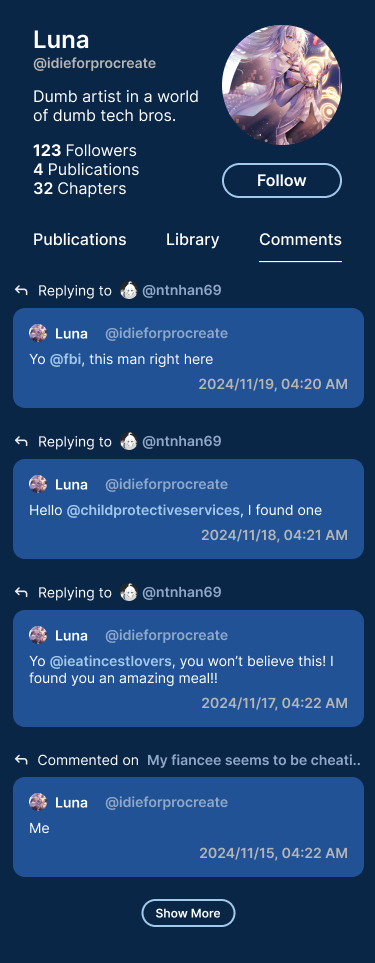 Luna
@idieforprocreate
Dumb artist in a world
of dumb tech bros.
123 Followers
4 Publications
32 Chapters
Follow
Publications
Library
Comments
Replying to @ntnhan69
Luna @idieforprocreate
Yo @fbi, this man right here
2024/11/19, 04:20 AM
Replying to @ntnhan69
Luna @idieforprocreate
Hello @childprotectiveservices, I found one
2024/11/18, 04:21 AM
Replying to @ntnhan69
Luna @idieforprocreate
Yo @ieatincestlovers, you won’t believe this! I
found you an amazing meal!!
2024/11/17, 04:22 AM
Commented on My fiancee seems to be cheati..
Luna @idieforprocreate
Me
2024/11/15, 04:22 AM
Show More